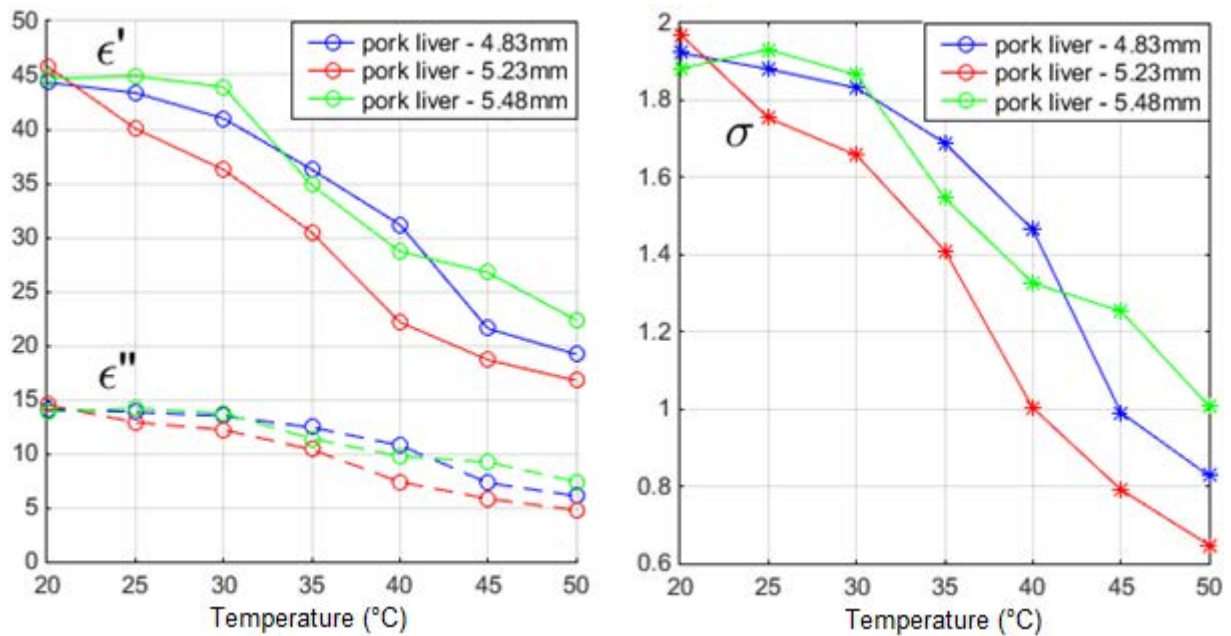 50
45
40
35
30
25
20
15
10
5
0
ϵ'
ϵ"
pork liver - 4.83mm
pork liver - 5.23mm
pork liver - 5.48mm
20 25 30 35 40 45 50
Temperature (°C)
2
1.8
1.6
1.4
1.2
1
0.8
0.6
σ
pork liver - 4.83mm
pork liver - 5.23mm
pork liver - 5.48mm
20 25 30 35 40 45 50
Temperature (°C)